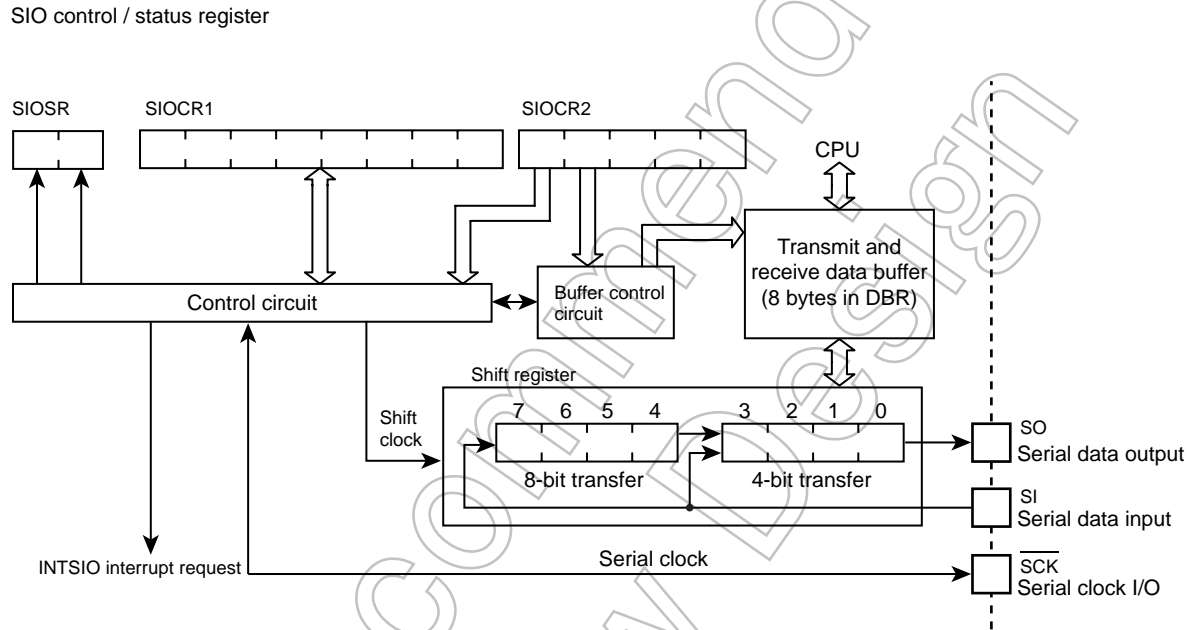 SIO control / status register
SIOSR
SIOCR1
SIOCR2
CPU
Transmit and
receive data buffer
(8 bytes in DBR)
Control circuit
Buffer control
circuit
Shift register
7 6 5 4 3 2 1 0
Shift
clock
8-bit transfer
4-bit transfer
SO
Serial data output
SI
Serial data input
INTSIO interrupt request
Serial clock
SCK
Serial clock I/O